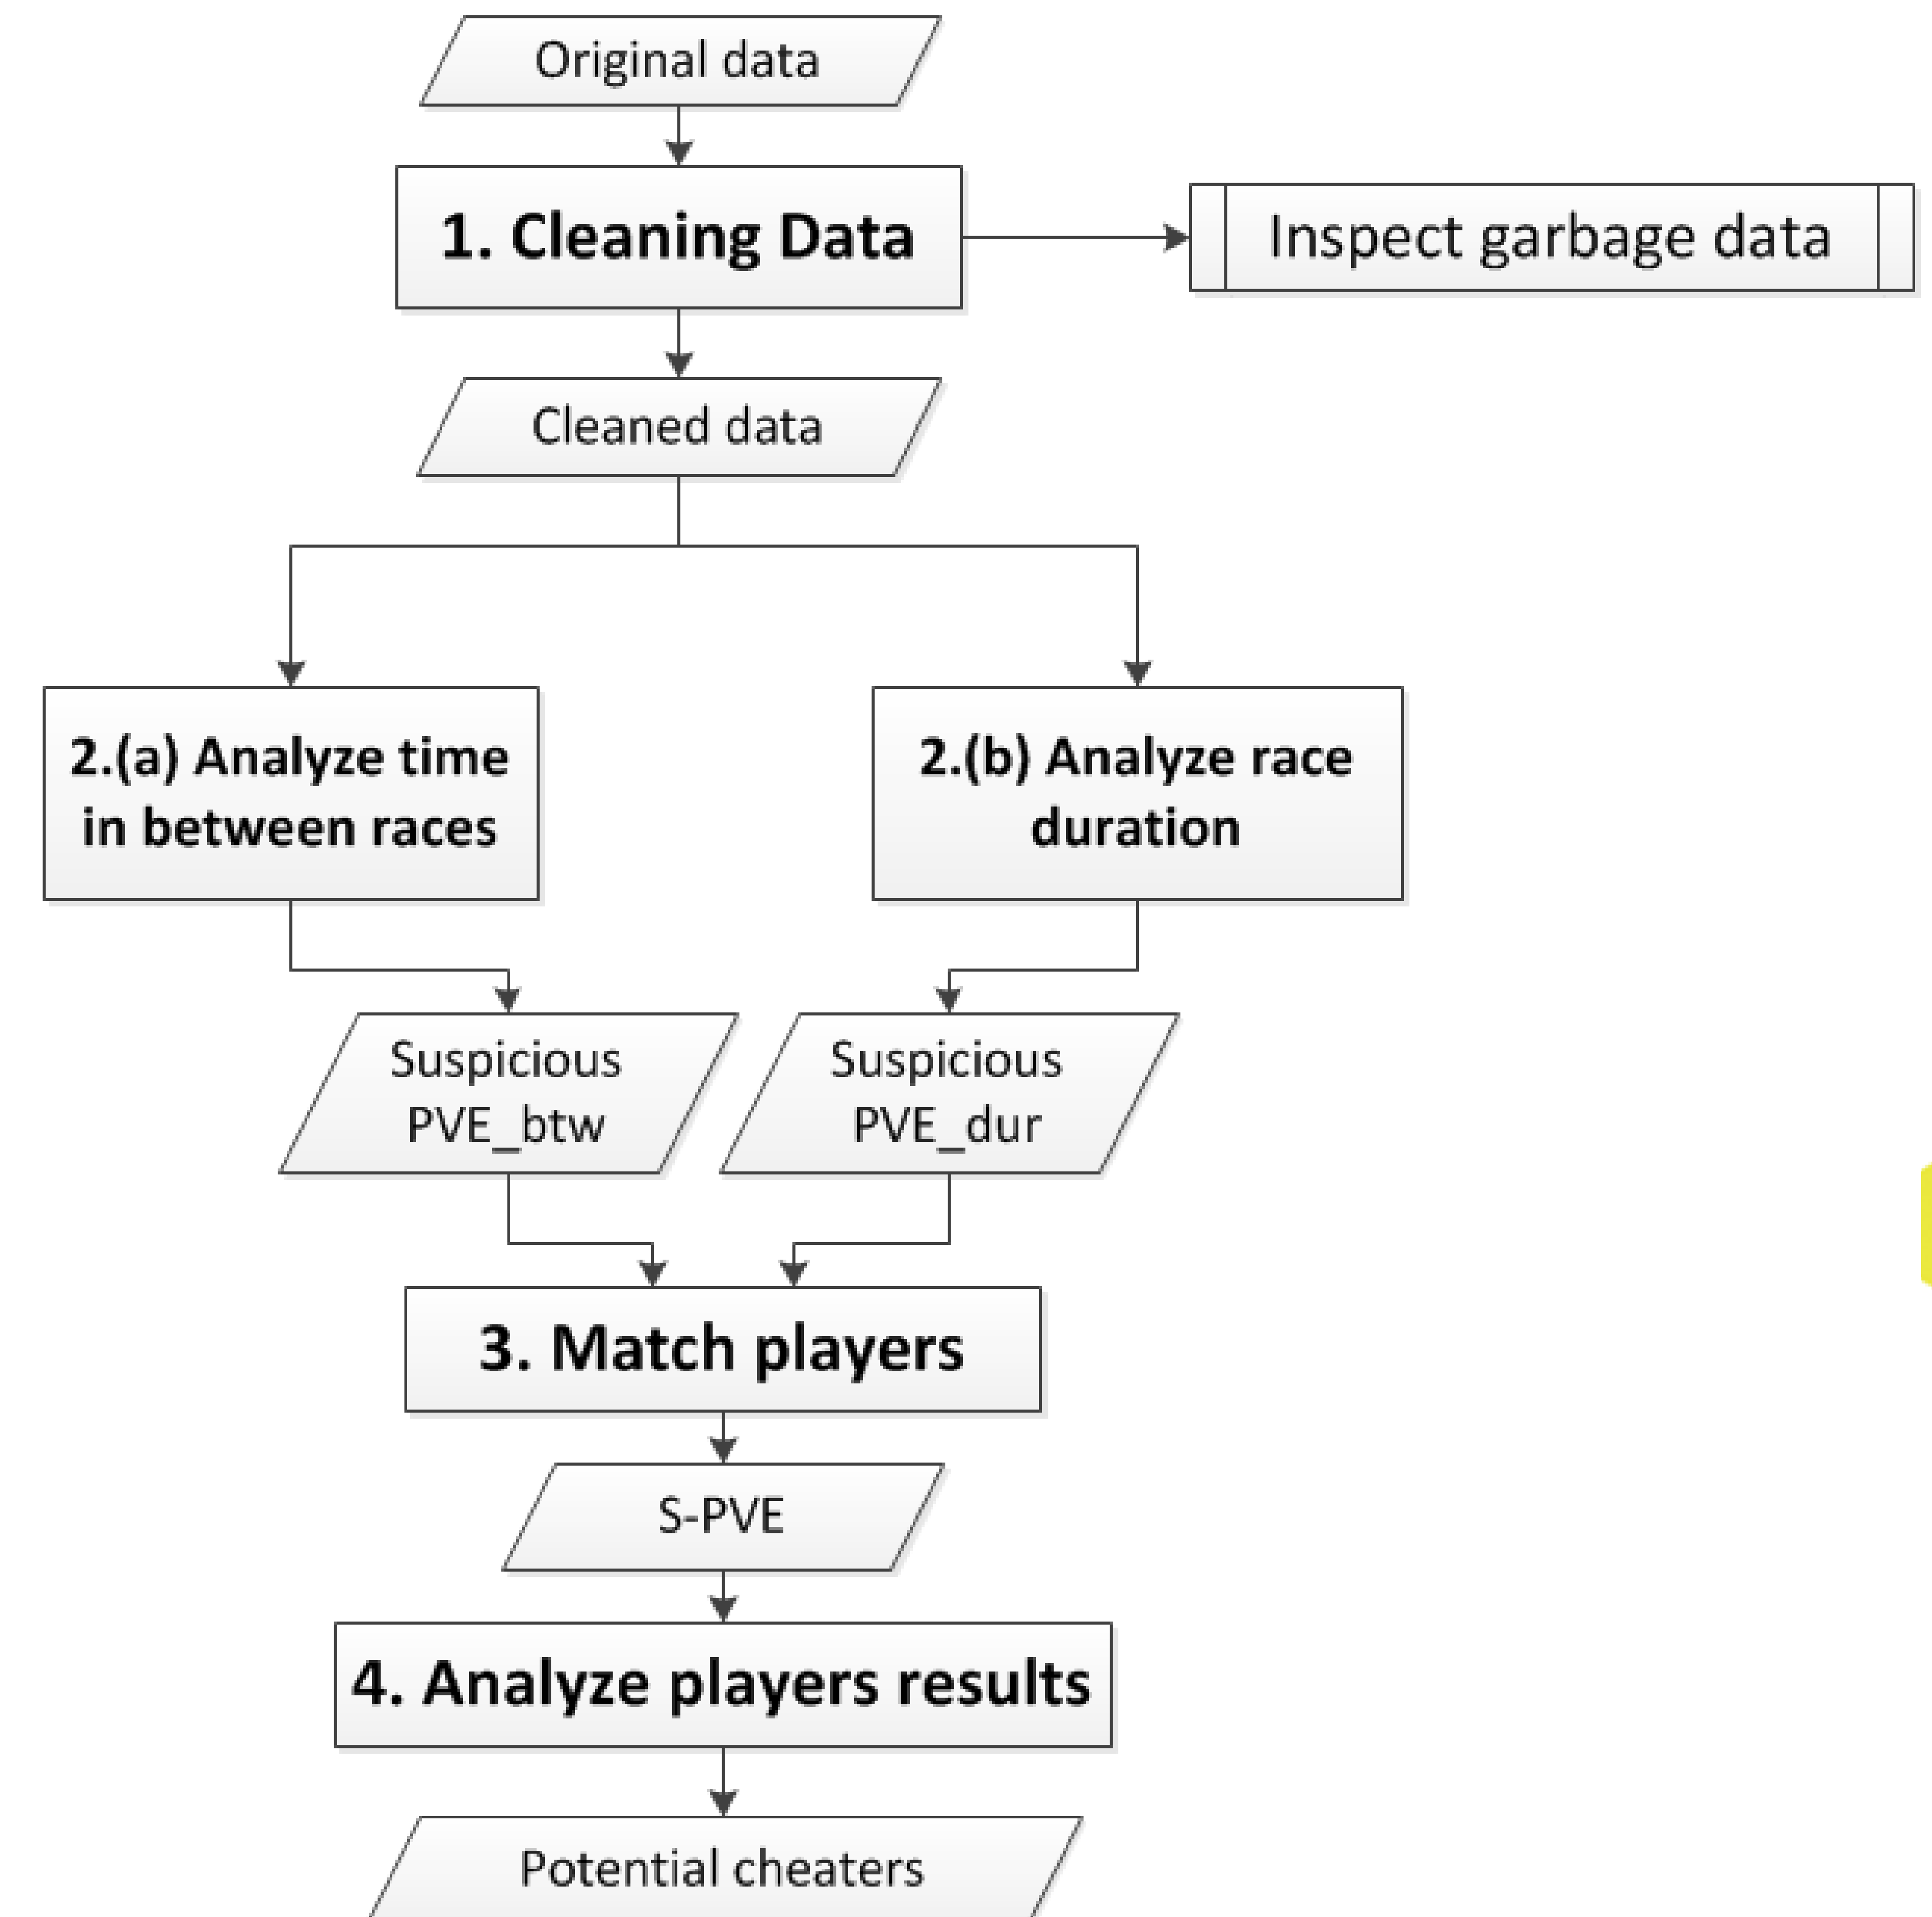 Original data
1. Cleaning Data
Inspect garbage data
Cleaned data
2.(a) Analyze time
in between races
2.(b) Analyze race
duration
Suspicious
PVE_btw
Suspicious
PVE_dur
3. Match players
S-PVE
4. Analyze players results
Potential cheaters